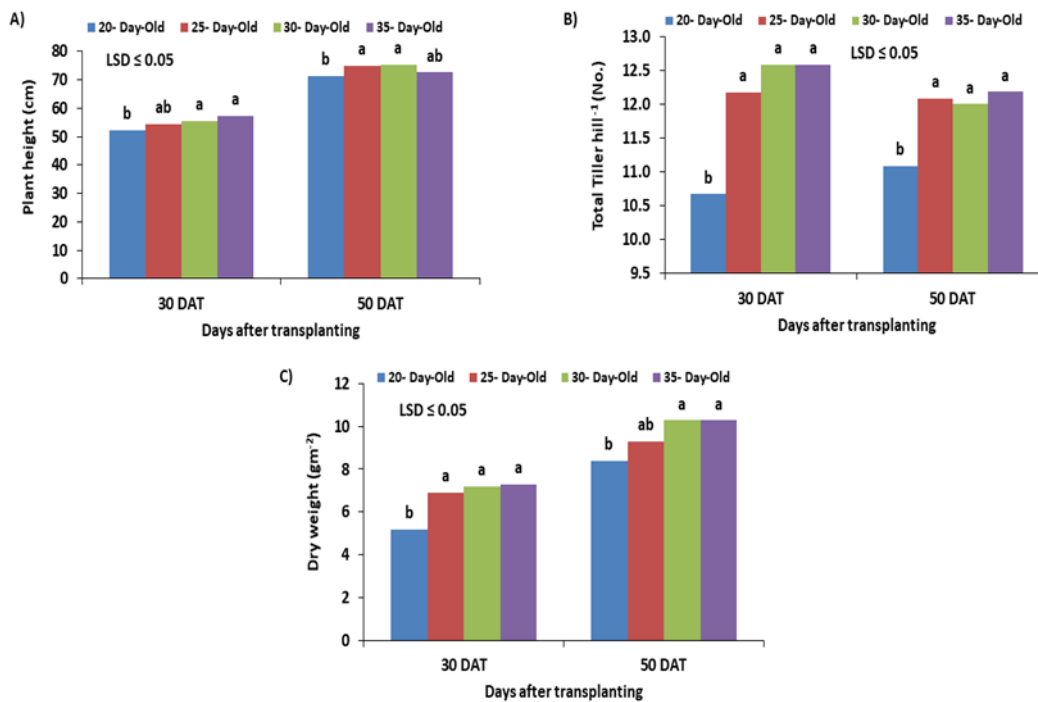 A)
20- Day-Old 25- Day-Old 30- Day-Old 35- Day-Old
LSD ≤ 0.05
Plant height (cm)
80
70
60
50
40
30
20
10
0
b ab a a
b a a ab
30 DAT 50 DAT
Days after transplanting
B)
20- Day-Old 25- Day-Old 30- Day-Old 35- Day-Old
LSD ≤ 0.05
Total Tiller hill⁻¹ (No.)
13.0
12.5
12.0
11.5
11.0
10.5
10.0
9.5
b a a a
b a a a
30 DAT 50 DAT
Days after transplanting
C)
20- Day-Old 25- Day-Old 30- Day-Old 35- Day-Old
LSD ≤ 0.05
Dry weight (gm⁻²)
12
10
8
6
4
2
0
b a a a
b ab a a
30 DAT 50 DAT
Days after transplanting